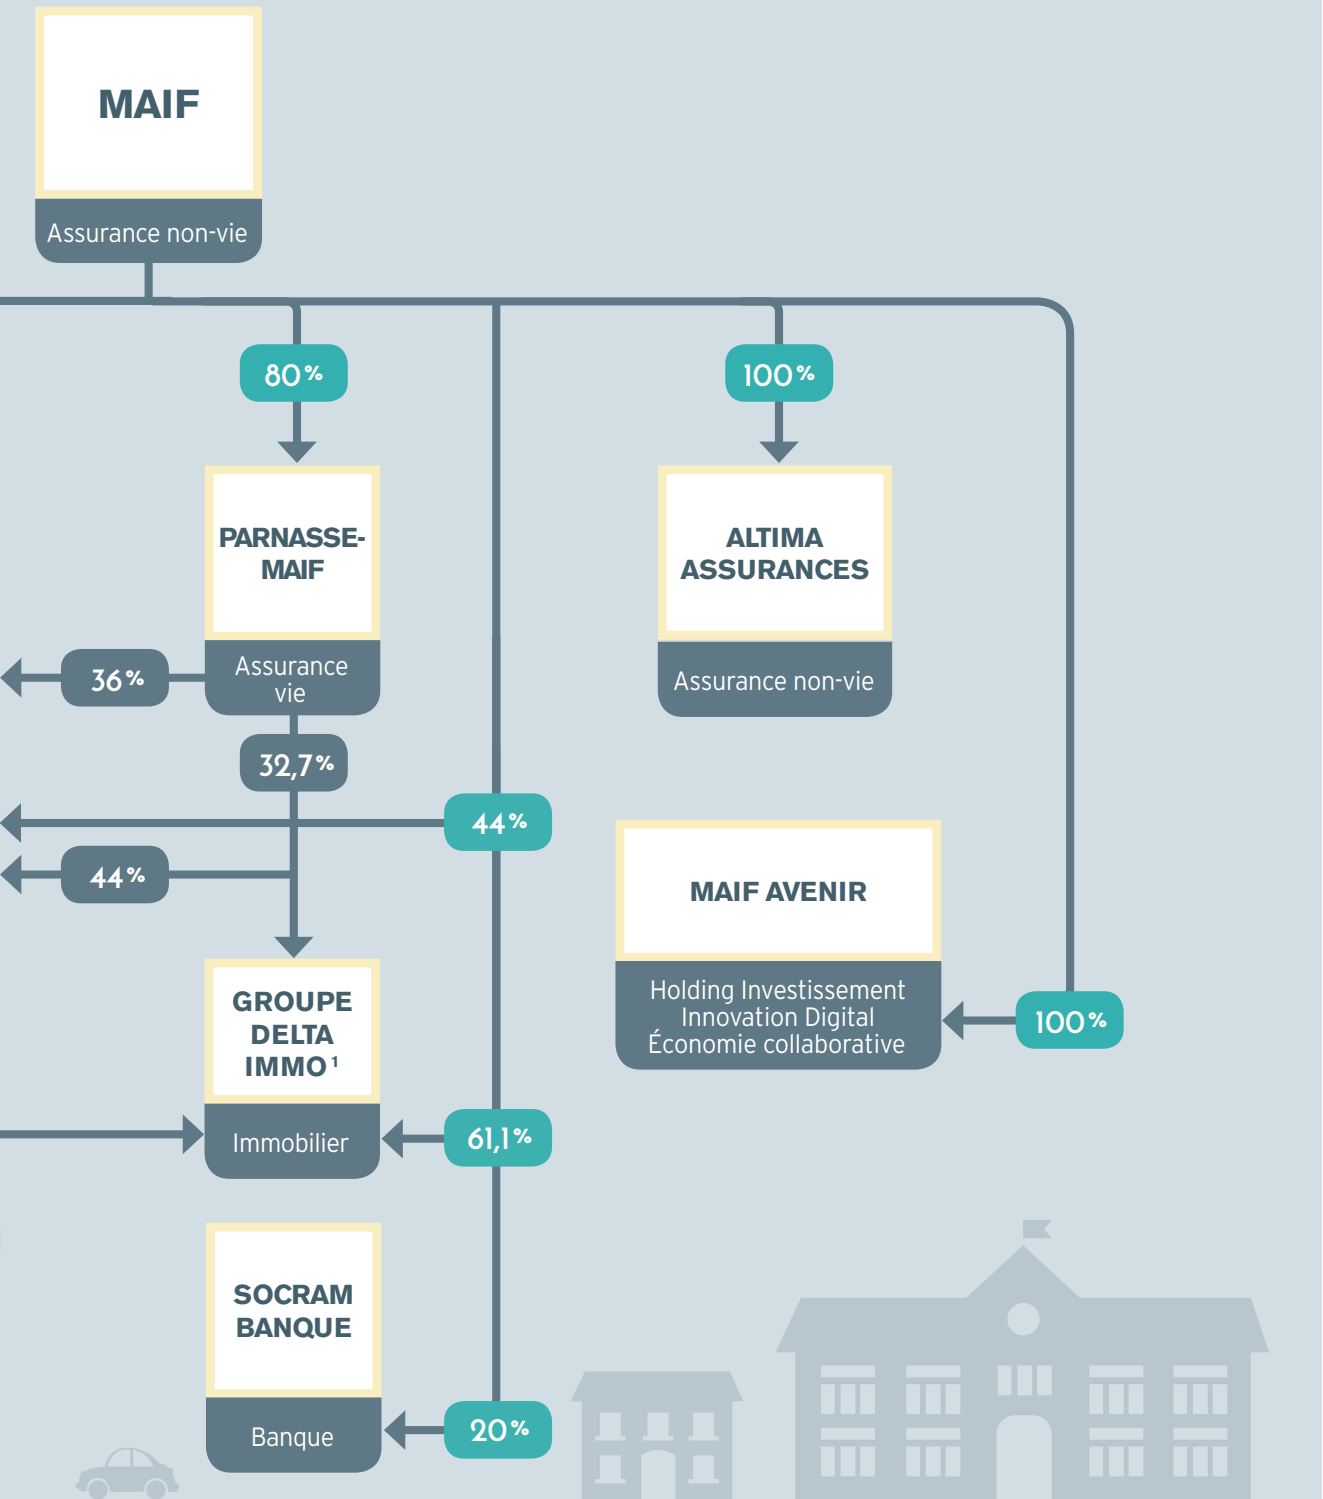 MAIF
Assurance non-vie
80 %
100 %
PARNASSE-
MAIF
Assurance
vie
ALTIMA
ASSURANCES
Assurance non-vie
36 %
32,7 %
44 %
44 %
MAIF AVENIR
Holding Investissement
Innovation Digital
Économie collaborative
100 %
GROUPE
DELTA
IMMO ¹
Immobilier
61,1 %
SOCRAM
BANQUE
Banque
20 %